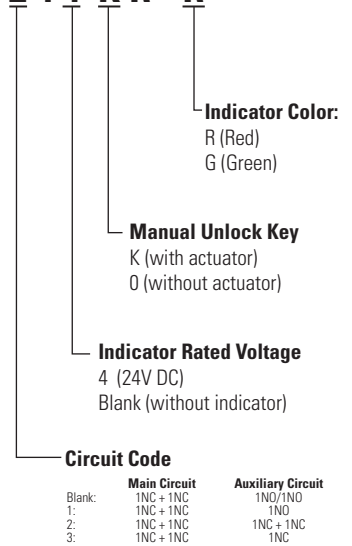 Indicator Color:
R (Red)
G (Green)
Manual Unlock Key
K (with actuator)
0 (without actuator)
Indicator Rated Voltage
4 (24V DC)
Blank (without indicator)
Circuit Code
Main Circuit Auxiliary Circuit
Blank: 1NC + 1NC 1NO/1NO
1: 1NC + 1NC 1NO
2: 1NC + 1NC 1NC + 1NC
3: 1NC + 1NC 1NC